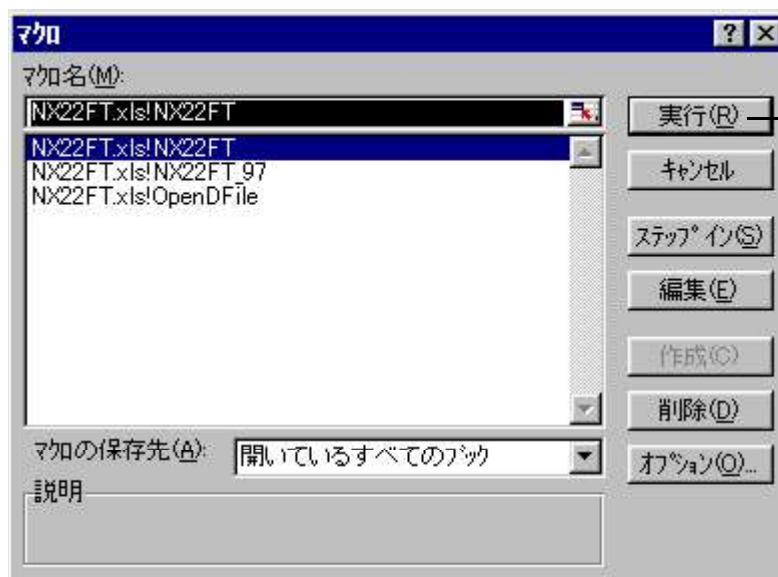 ﾏｸﾛ
ﾏｸﾛ名(M):
NX22FT.xls!NX22FT
NX22FT.xls!NX22FT
NX22FT.xls!NX22FT_97
NX22FT.xls!OpenDFile
ﾏｸﾛの保存先(A):
開いているすべてのﾌﾞｯｸ
説明
実行(R)
ｷｬﾝｾﾙ
ｽﾃｯﾌﾟ ｲﾝ(S)
編集(E)
作成(C)
削除(D)
ｵﾌﾟｼｮﾝ(O)...